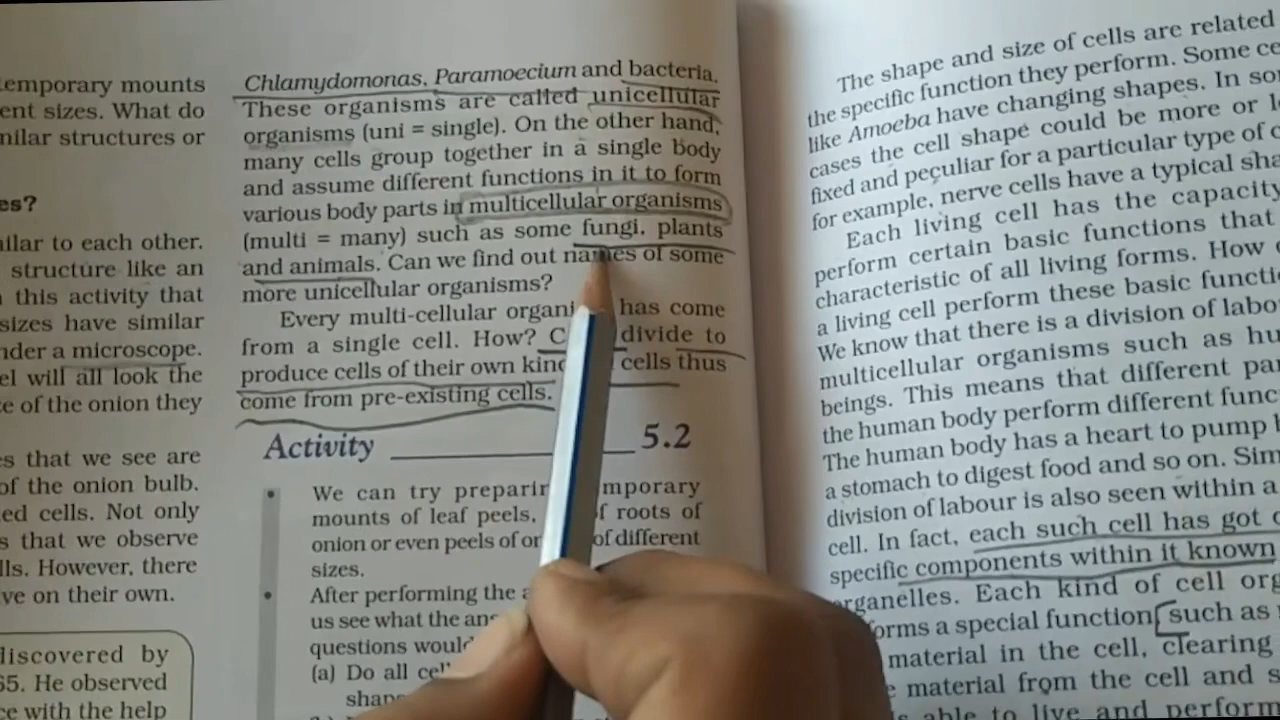 temporary mounts
ent sizes. What do
milar structures or
es?
ilar to each other.
structure like an
this activity that
sizes have similar
nder a microscope.
el will all look the
e of the onion they
s that we see are
of the onion bulb.
ed cells. Not only
s that we observe
lls. However, there
ve on their own.
discovered by
65. He observed
ce with the help
Chlamydomonas, Paramoecium and bacteria.
These organisms are called unicellular
organisms (uni = single). On the other hand,
many cells group together in a single body
and assume different functions in it to form
various body parts in multicellular organisms
(multi = many) such as some fungi, plants
and animals. Can we find out names of some
more unicellular organisms?
Every multi-cellular organi has come
from a single cell. How? C divide to
produce cells of their own kind cells thus
come from pre-existing cells.
Activity 5.2
• We can try preparin mporary
mounts of leaf peels, f roots of
onion or even peels of on of different
sizes.
• After performing the a
us see what the ans
questions would
(a) Do all cel
shap
The shape and size of cells are related
the specific function they perform. Some ce
like Amoeba have changing shapes. In so
cases the cell shape could be more or l
fixed and peculiar for a particular type of c
for example, nerve cells have a typical sha
Each living cell has the capacity
perform certain basic functions that
characteristic of all living forms. How
a living cell perform these basic functi
We know that there is a division of labo
multicellular organisms such as hu
beings. This means that different par
the human body perform different func
The human body has a heart to pump b
a stomach to digest food and so on. Sim
division of labour is also seen within a
cell. In fact, each such cell has got
specific components within it known
organelles. Each kind of cell org
forms a special function, such as
material in the cell, clearing
material from the cell and s
able to live and perform